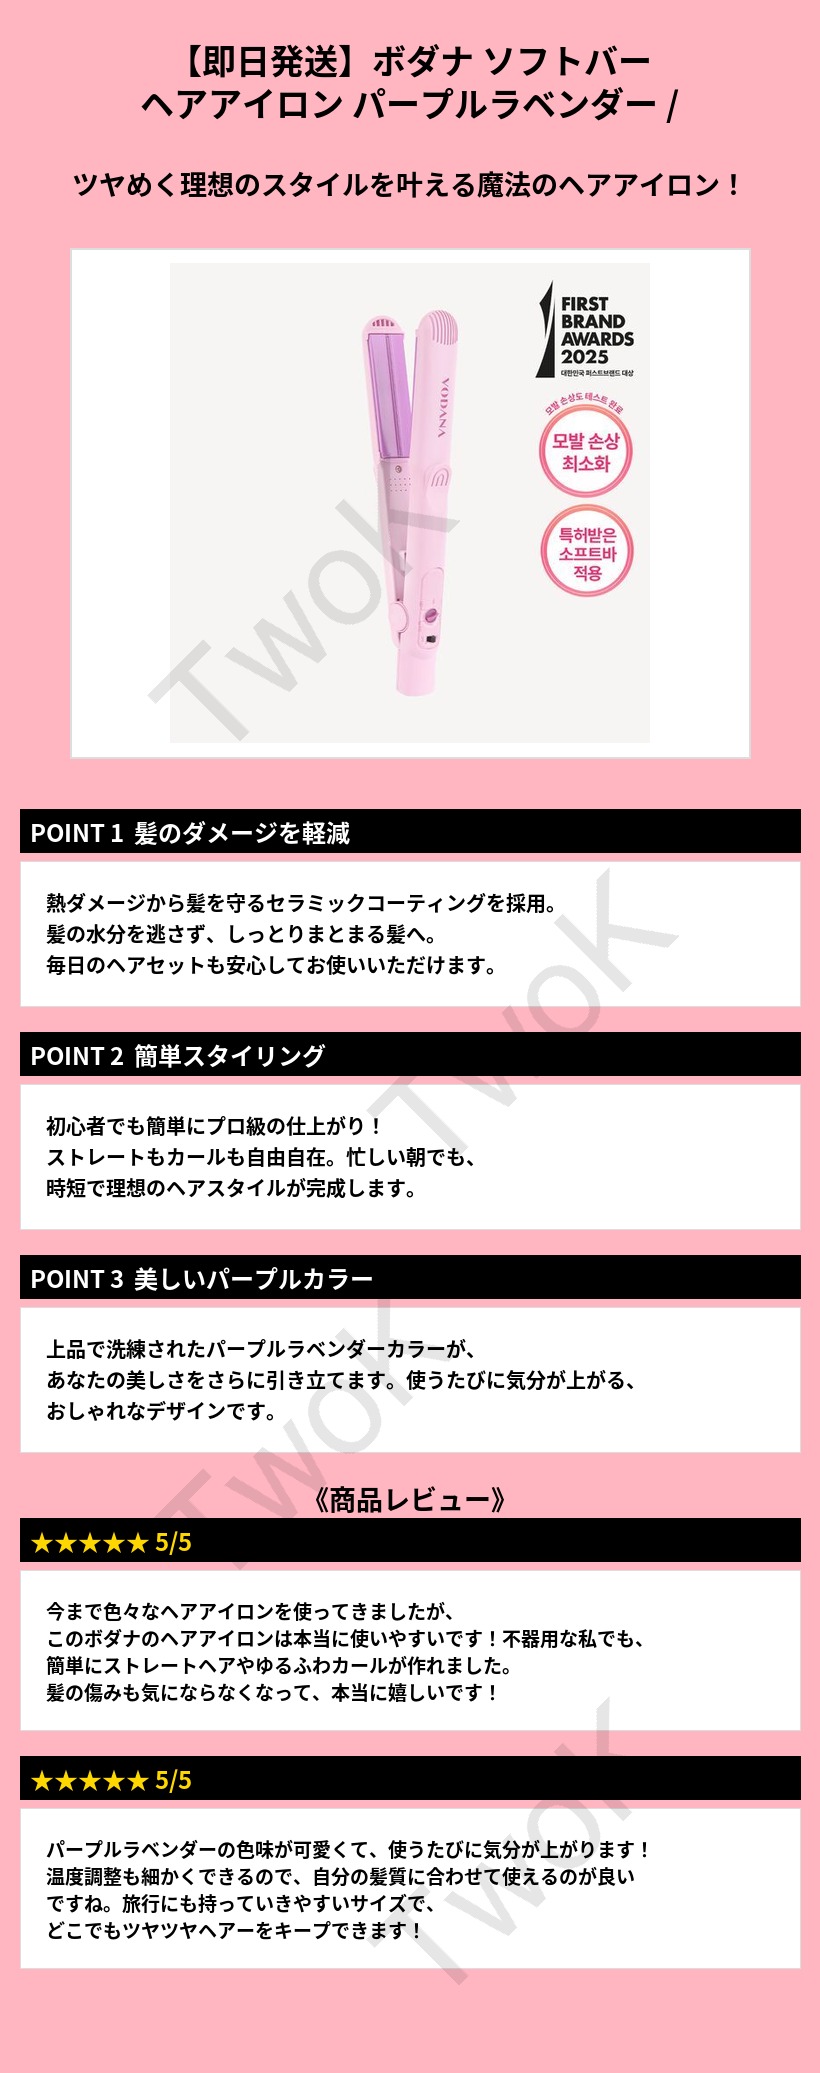 【即日発送】ボダナ ソフトバー
ヘアアイロン パープルラベンダー /
ツヤめく理想のスタイルを叶える魔法のヘアアイロン！
FIRST
BRAND
AWARDS
2025
대한민국 퍼스트브랜드 대상
모발 손상도 테스트 완료
모발 손상
최소화
특허받은
소프트바
적용
VODANA
TwoK
POINT 1 髪のダメージを軽減
熱ダメージから髪を守るセラミックコーティングを採用。
髪の水分を逃さず、しっとりまとまる髪へ。
毎日のヘアセットも安心してお使いいただけます。
TwoK
POINT 2 簡単スタイリング
初心者でも簡単にプロ級の仕上がり！
ストレートもカールも自由自在。忙しい朝でも、
時短で理想のヘアスタイルが完成します。
POINT 3 美しいパープルカラー
上品で洗練されたパープルラベンダーカラーが、
あなたの美しさをさらに引き立てます。使うたびに気分が上がる、
おしゃれなデザインです。
TwoK
《商品レビュー》
★★★★★ 5/5
今まで色々なヘアアイロンを使ってきましたが、
このボダナのヘアアイロンは本当に使いやすいです！不器用な私でも、
簡単にストレートヘアやゆるふわカールが作れました。
髪の傷みも気にならなくなって、本当に嬉しいです！
★★★★★ 5/5
パープルラベンダーの色味が可愛くて、使うたびに気分が上がります！
温度調整も細かくできるので、自分の髪質に合わせて使えるのが良い
ですね。旅行にも持っていきやすいサイズで、
どこでもツヤツヤヘアーをキープできます！
TwoK